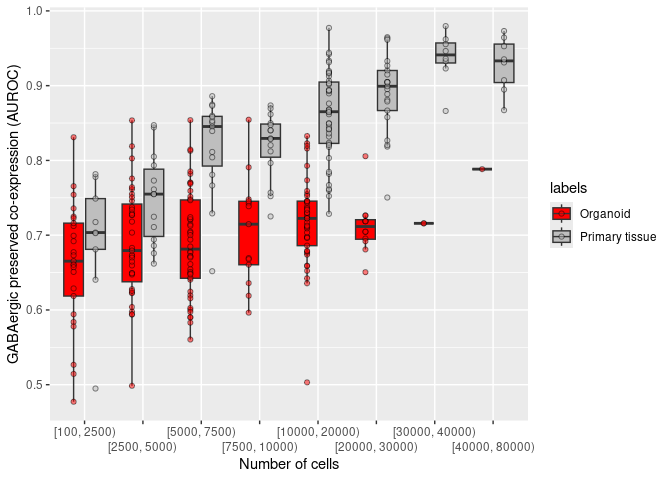 1.0
0.9
0.8
0.7
0.6
0.5
GABAergic preserved co-expression (AUROC)
[100, 2500)
[2500, 5000)
[5000, 7500)
[7500, 10000)
[10000, 20000)
[20000, 30000)
[30000, 40000)
[40000, 80000)
Number of cells
labels
Organoid
Primary tissue